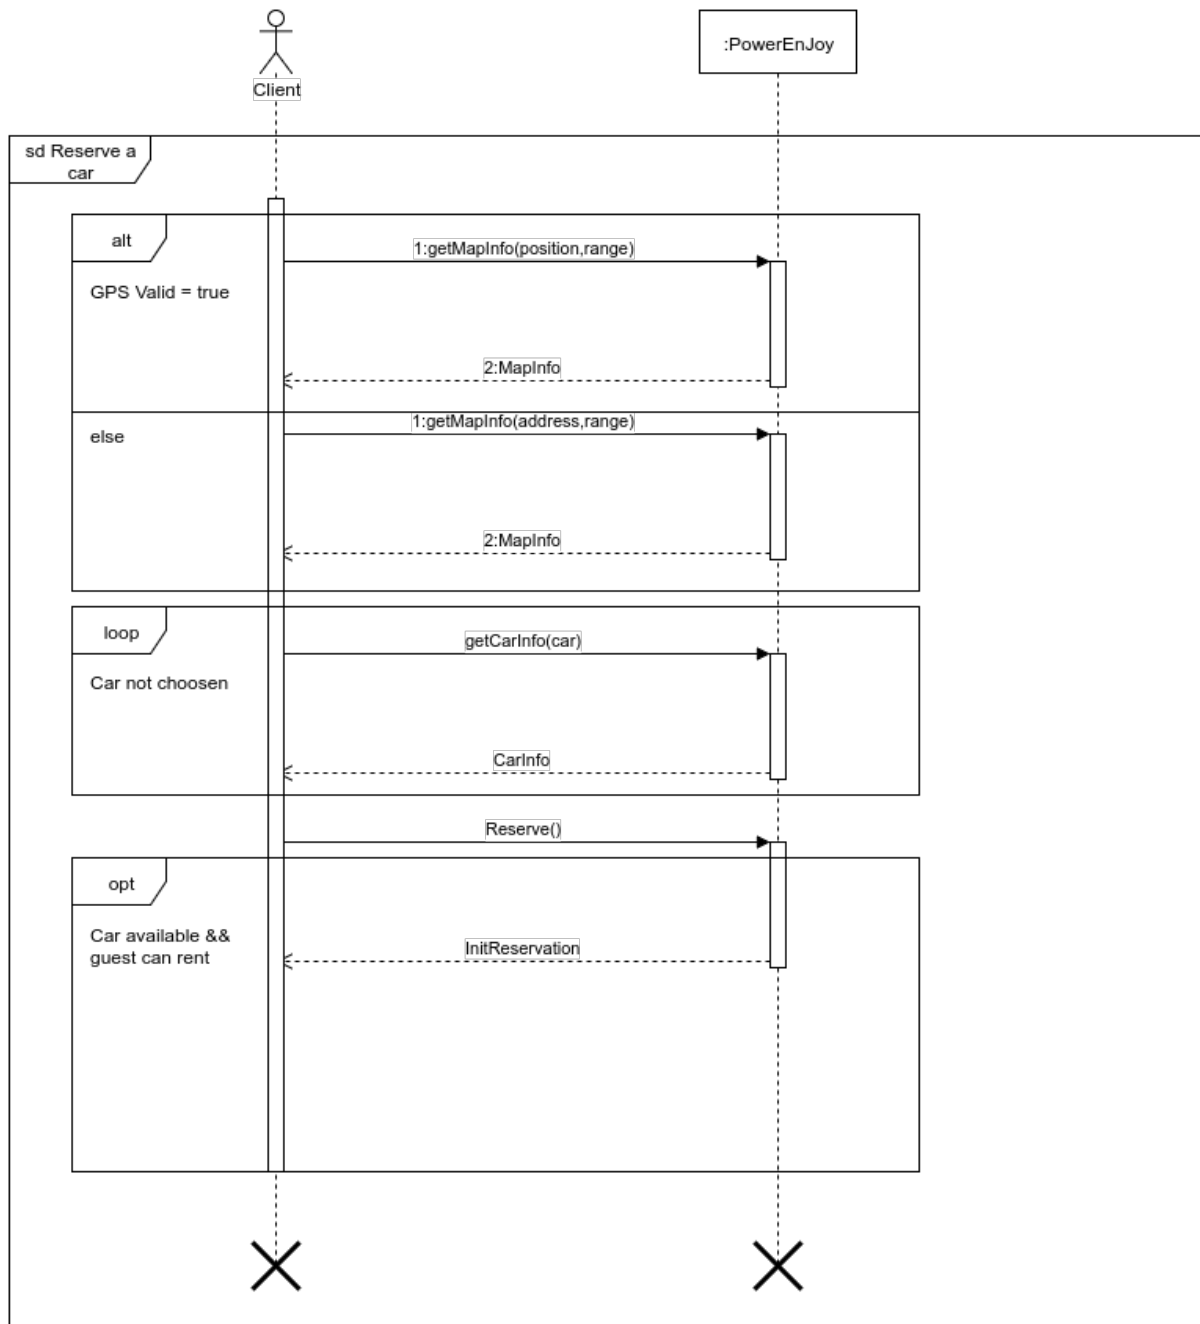 Client
:PowerEnJoy
sd Reserve a
car
alt
1:getMapInfo(position,range)
GPS Valid = true
2:MapInfo
1:getMapInfo(address,range)
else
2:MapInfo
loop
getCarInfo(car)
Car not choosen
CarInfo
Reserve()
opt
Car available &&
guest can rent
InitReservation